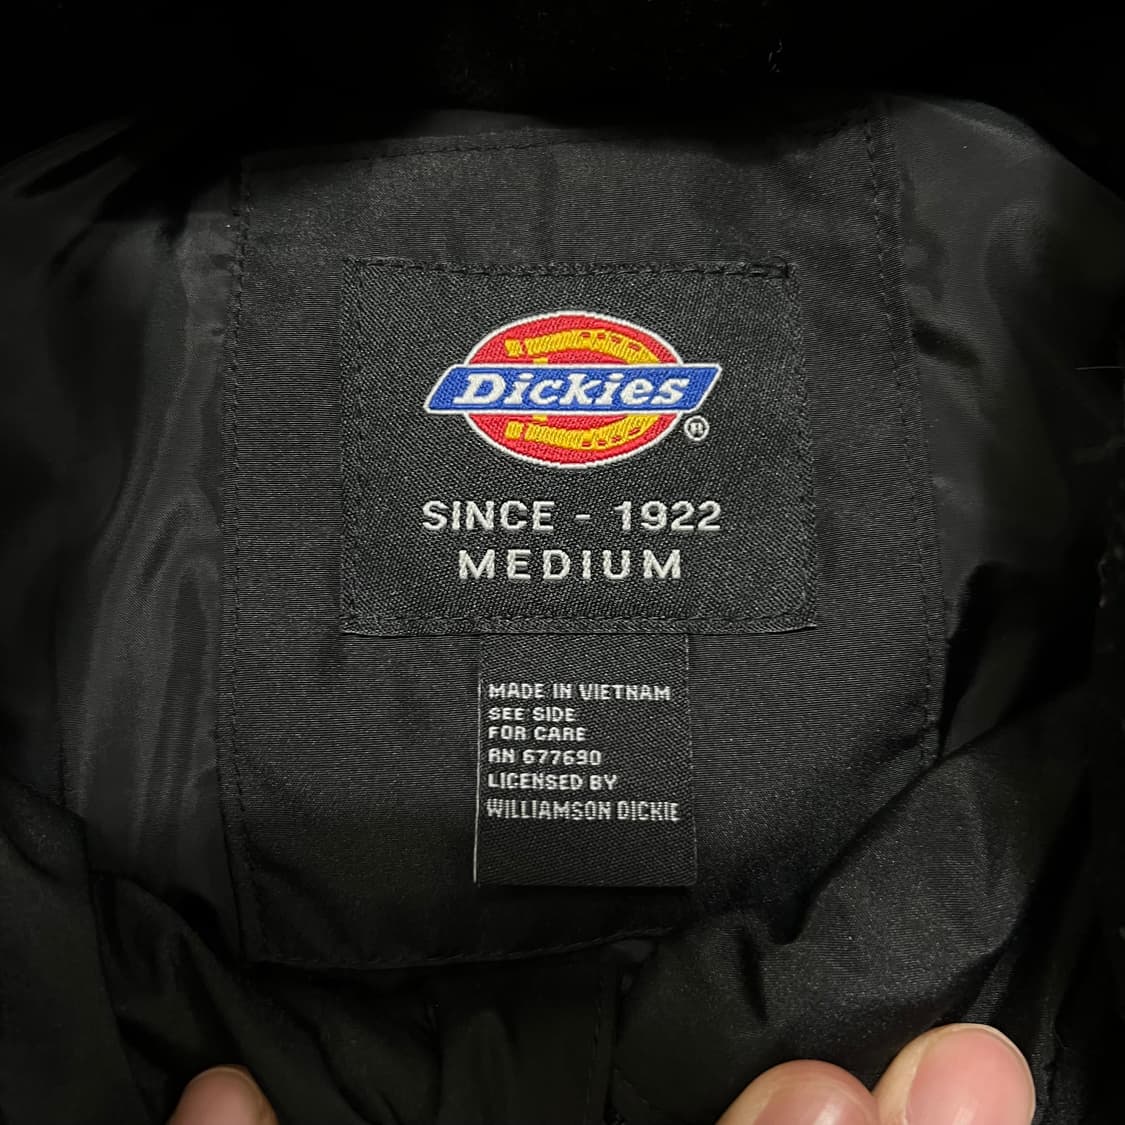 Dickies
®
SINCE - 1922
MEDIUM
MADE IN VIETNAM
SEE SIDE
FOR CARE
RN 677690
LICENSED BY
WILLIAMSON DICKIE